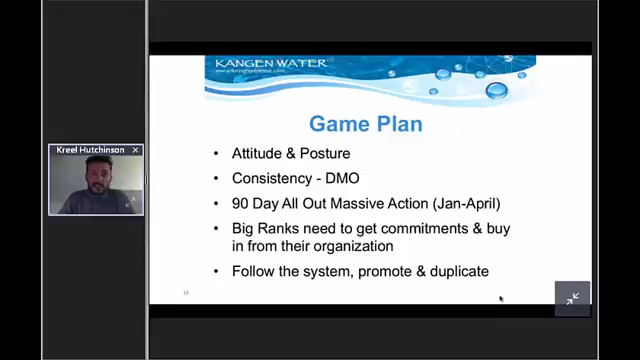 Kreel Hutchinson
KANGEN WATER
Game Plan
• Attitude & Posture
• Consistency - DMO
• 90 Day All Out Massive Action (Jan-April)
• Big Ranks need to get commitments & buy
in from their organization
• Follow the system, promote & duplicate